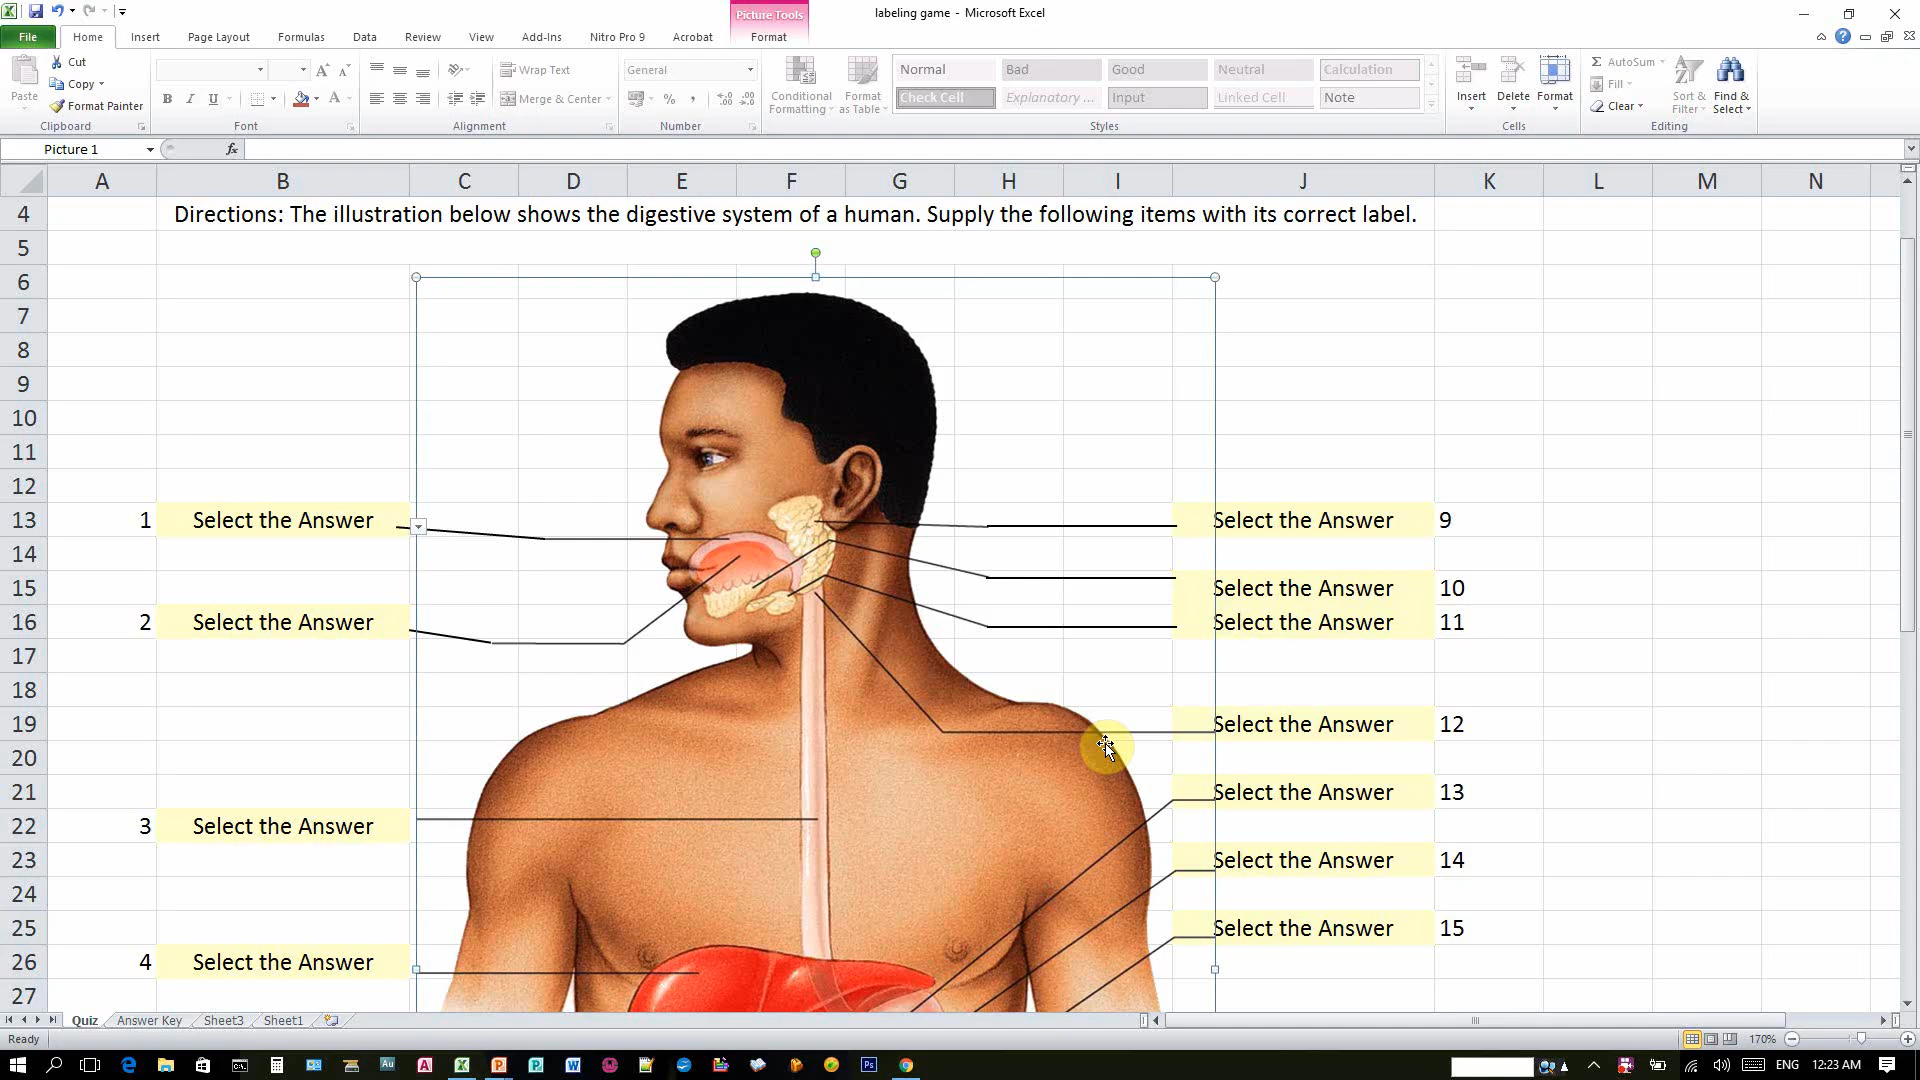 Picture Tools
labeling game - Microsoft Excel
File Home Insert Page Layout Formulas Data Review View Add-Ins Nitro Pro 9 Acrobat Format
Paste
Cut
Copy
Format Painter
Clipboard
B I U A
Font
Wrap Text
Merge & Center
Alignment
General
% ,
Number
Conditional Formatting
Format as Table
Normal Bad Good Neutral Calculation
Check Cell Explanatory ... Input Linked Cell Note
Styles
Insert Delete Format
Cells
AutoSum
Fill
Clear
Sort & Filter
Find & Select
Editing
Picture 1 fx
A B C D E F G H I J K L M N
4 Directions: The illustration below shows the digestive system of a human. Supply the following items with its correct label.
5
6
7
8
9
10
11
12
13 1 Select the Answer Select the Answer 9
14
15 Select the Answer 10
16 2 Select the Answer Select the Answer 11
17
18
19 Select the Answer 12
20
21 Select the Answer 13
22 3 Select the Answer
23 Select the Answer 14
24
25 Select the Answer 15
26 4 Select the Answer
27
Quiz Answer Key Sheet3 Sheet1
Ready 170%
ENG 12:23 AM